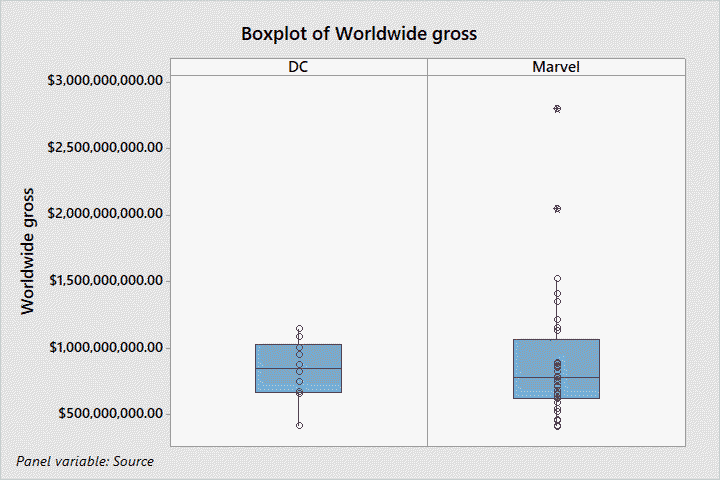 Boxplot of Worldwide gross
DC
Marvel
$3,000,000,000.00
$2,500,000,000.00
$2,000,000,000.00
$1,500,000,000.00
$1,000,000,000.00
$500,000,000.00
Worldwide gross
Panel variable: Source